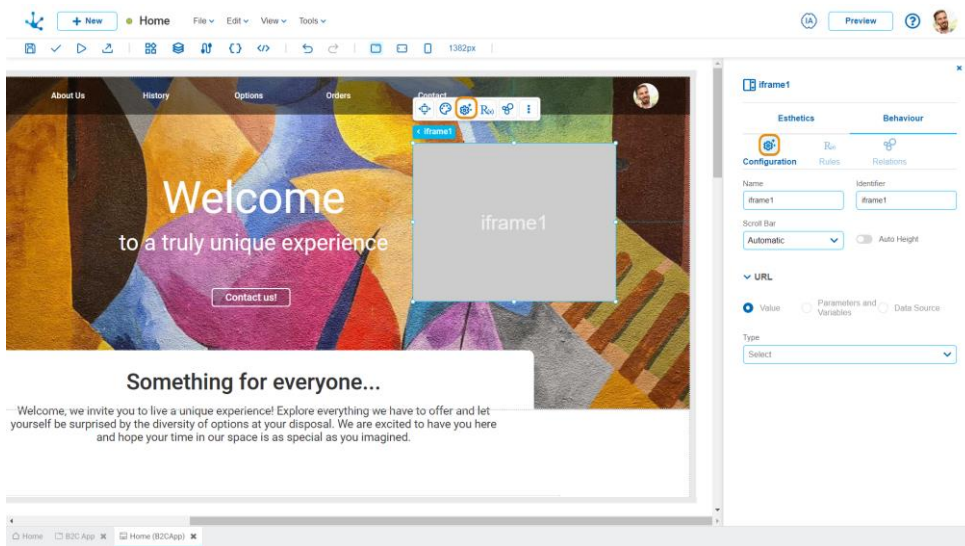 + New
Home
File
Edit
View
Tools
IA
Preview
?
1382px
About Us
History
Options
Orders
Contact
R(x)
< iframe1
iframe1
Welcome
to a truly unique experience
Contact us!
Something for everyone...
Welcome, we invite you to live a unique experience! Explore everything we have to offer and let
yourself be surprised by the diversity of options at your disposal. We are excited to have you here
and hope your time in our space is as special as you imagined.
iframe1
Esthetics
Behaviour
R(x)
Configuration
Rules
Relations
Name
Identifier
iframe1
iframe1
Scroll Bar
Automatic
Auto Height
URL
Value
Parameters and
Variables
Data Source
Type
Select
Home
B2C App
Home (B2CApp)